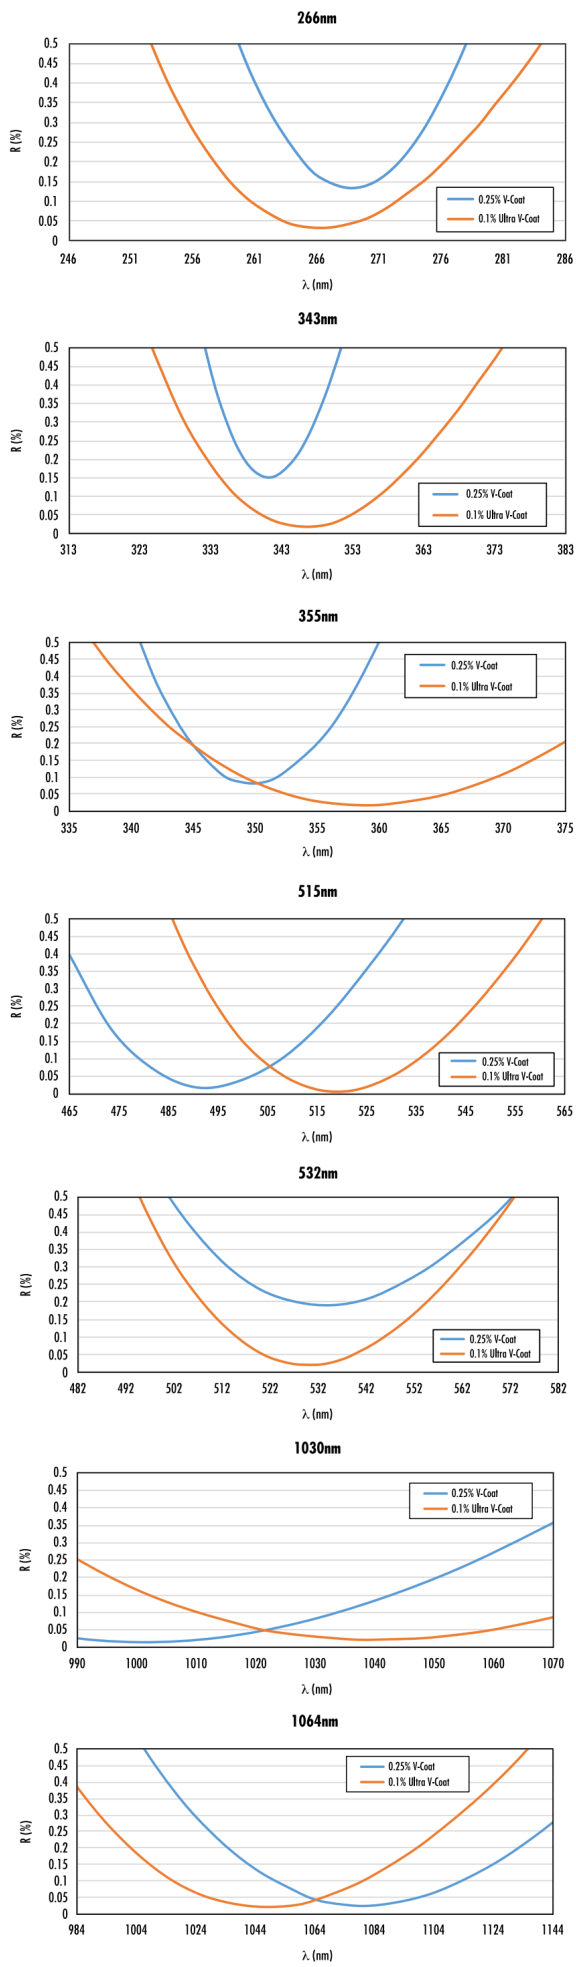 266nm
0.5
0.45
0.4
0.35
0.3
0.25
0.2
0.15
0.1
0.05
0
R (%)
0.25% V-Coat
0.1% Ultra V-Coat
246 251 256 261 266 271 276 281 286
λ (nm)
343nm
0.5
0.45
0.4
0.35
0.3
0.25
0.2
0.15
0.1
0.05
0
R (%)
0.25% V-Coat
0.1% Ultra V-Coat
313 323 333 343 353 363 373 383
λ (nm)
355nm
0.5
0.45
0.4
0.35
0.3
0.25
0.2
0.15
0.1
0.05
0
R (%)
0.25% V-Coat
0.1% Ultra V-Coat
335 340 345 350 355 360 365 370 375
λ (nm)
515nm
0.5
0.45
0.4
0.35
0.3
0.25
0.2
0.15
0.1
0.05
0
R (%)
0.25% V-Coat
0.1% Ultra V-Coat
465 475 485 495 505 515 525 535 545 555 565
λ (nm)
532nm
0.5
0.45
0.4
0.35
0.3
0.25
0.2
0.15
0.1
0.05
0
R (%)
0.25% V-Coat
0.1% Ultra V-Coat
482 492 502 512 522 532 542 552 562 572 582
λ (nm)
1030nm
0.5
0.45
0.4
0.35
0.3
0.25
0.2
0.15
0.1
0.05
0
R (%)
0.25% V-Coat
0.1% Ultra V-Coat
990 1000 1010 1020 1030 1040 1050 1060 1070
λ (nm)
1064nm
0.5
0.45
0.4
0.35
0.3
0.25
0.2
0.15
0.1
0.05
0
R (%)
0.25% V-Coat
0.1% Ultra V-Coat
984 1004 1024 1044 1064 1084 1104 1124 1144
λ (nm)